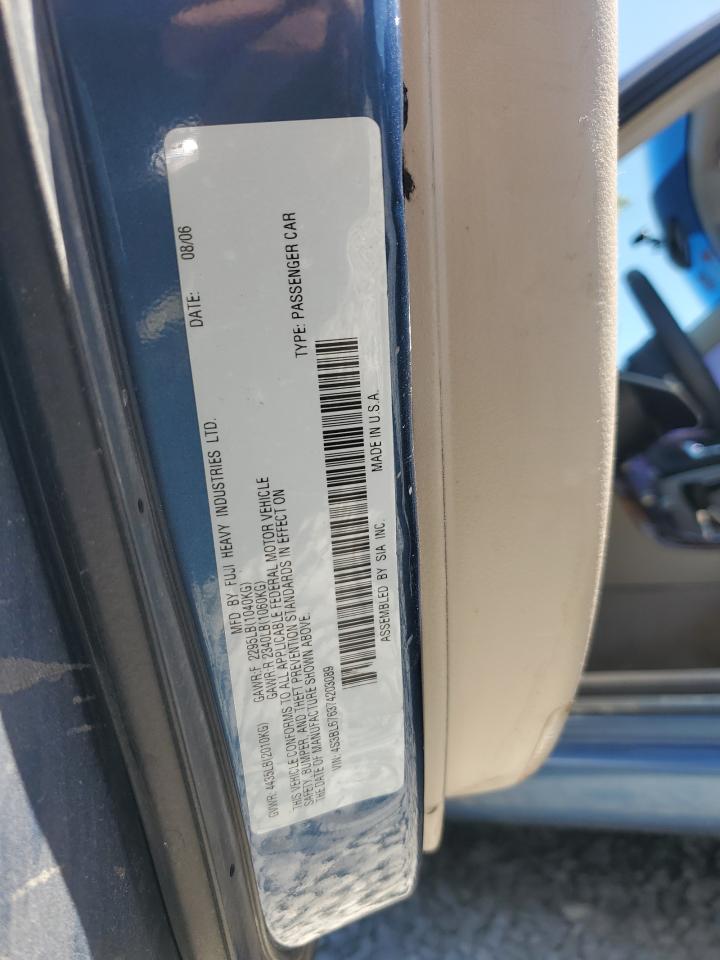 MFD BY FUJI HEAVY INDUSTRIES LTD. DATE: 08/06
GVWR: 4435LB(2010KG) GAWR:F 2295LB(1040KG)
GAWR:R 2340LB(1060KG)
THIS VEHICLE CONFORMS TO ALL APPLICABLE FEDERAL MOTOR VEHICLE
SAFETY, BUMPER, AND THEFT PREVENTION STANDARDS IN EFFECT ON
THE DATE OF MANUFACTURE SHOWN ABOVE.
VIN: 4S3BL676374203089 TYPE: PASSENGER CAR
ASSEMBLED BY SIA INC. MADE IN U.S.A.